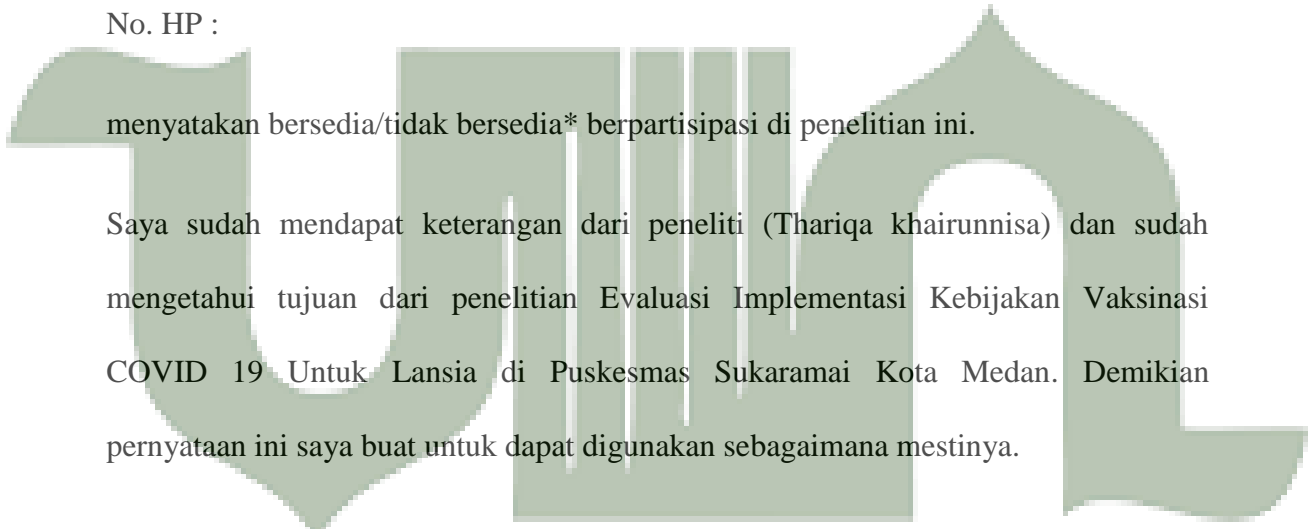 No. HP :
menyatakan bersedia/tidak bersedia* berpartisipasi di penelitian ini.
Saya sudah mendapat keterangan dari peneliti (Thariqa khairunnisa) dan sudah
mengetahui tujuan dari penelitian Evaluasi Implementasi Kebijakan Vaksinasi
COVID 19 Untuk Lansia di Puskesmas Sukaramai Kota Medan. Demikian
pernyataan ini saya buat untuk dapat digunakan sebagaimana mestinya.